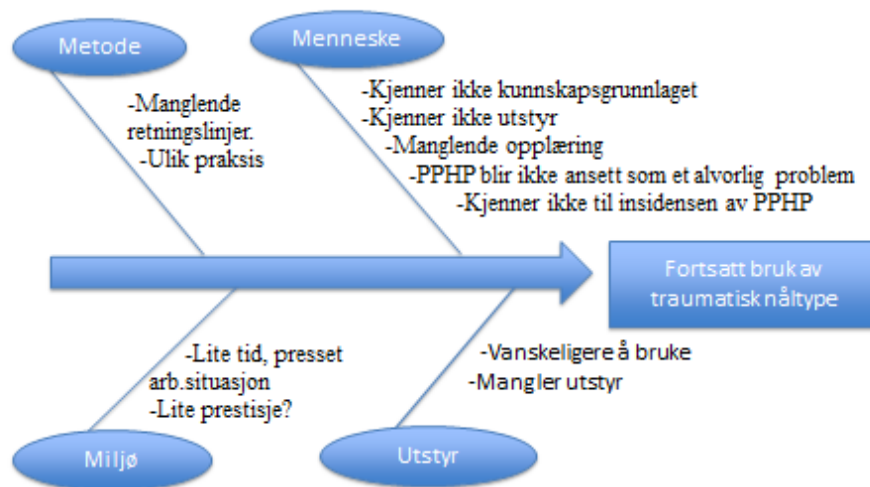 Metode
-Manglende
retningslinjer.
-Ulik praksis
Menneske
-Kjenner ikke kunnskapsgrunnlaget
-Kjenner ikke utstyr
-Manglende opplæring
-PPHP blir ikke ansett som et alvorlig problem
-Kjenner ikke til insidensen av PPHP
Fortsatt bruk av
traumatisk nåltype
-Lite tid, presset
arb.situasjon
-Lite prestisje?
Miljø
-Vanskeligere å bruke
-Mangler utstyr
Utstyr